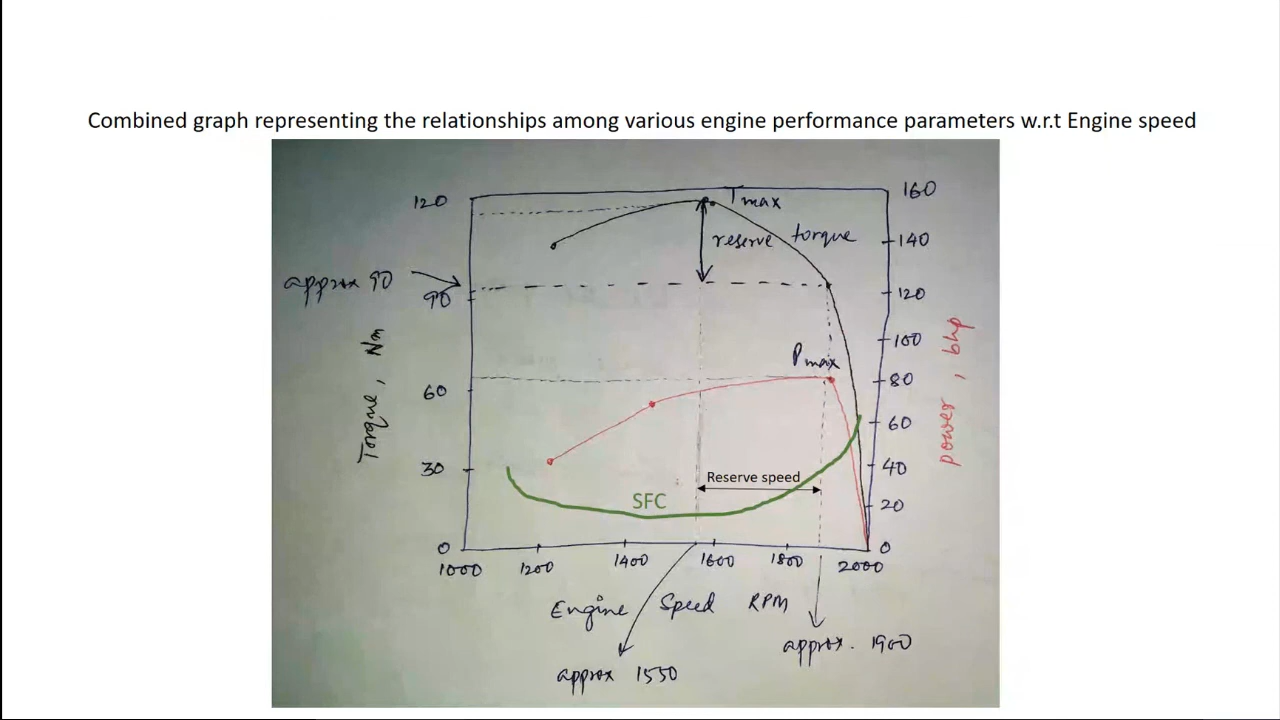 Combined graph representing the relationships among various engine performance parameters w.r.t Engine speed
120
Tmax
160
reserve torque
140
approx 90
90
120
Torque, Nm
100
power, bhp
Pmax
80
60
60
30
Reserve speed
40
SFC
20
0
0
1000 1200 1400 1600 1800 2000
Engine Speed RPM
approx. 1900
approx 1550